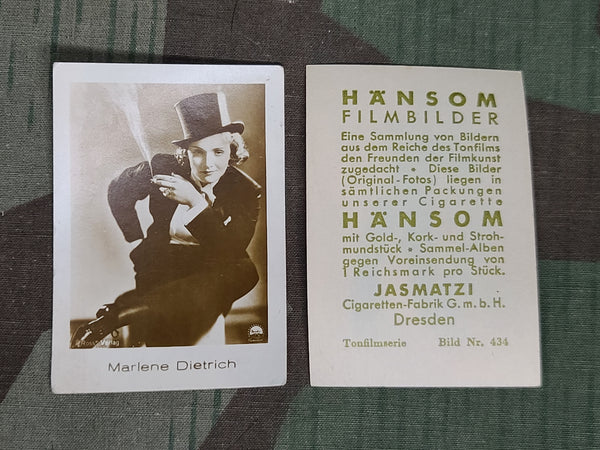 Ross Verlag
Marlene Dietrich
HÄNSOM
FILMBILDER
Eine Sammlung von Bildern
aus dem Reiche des Tonfilms
den Freunden der Filmkunst
zugedacht • Diese Bilder
(Original-Fotos) liegen in
sämtlichen Packungen
unserer Cigarette
HÄNSOM
mit Gold-, Kork- und Stroh-
mundstück • Sammel-Alben
gegen Voreinsendung von
1 Reichsmark pro Stück.
JASMATZI
Cigaretten-Fabrik G.m.b.H.
Dresden
Tonfilmserie Bild Nr. 434